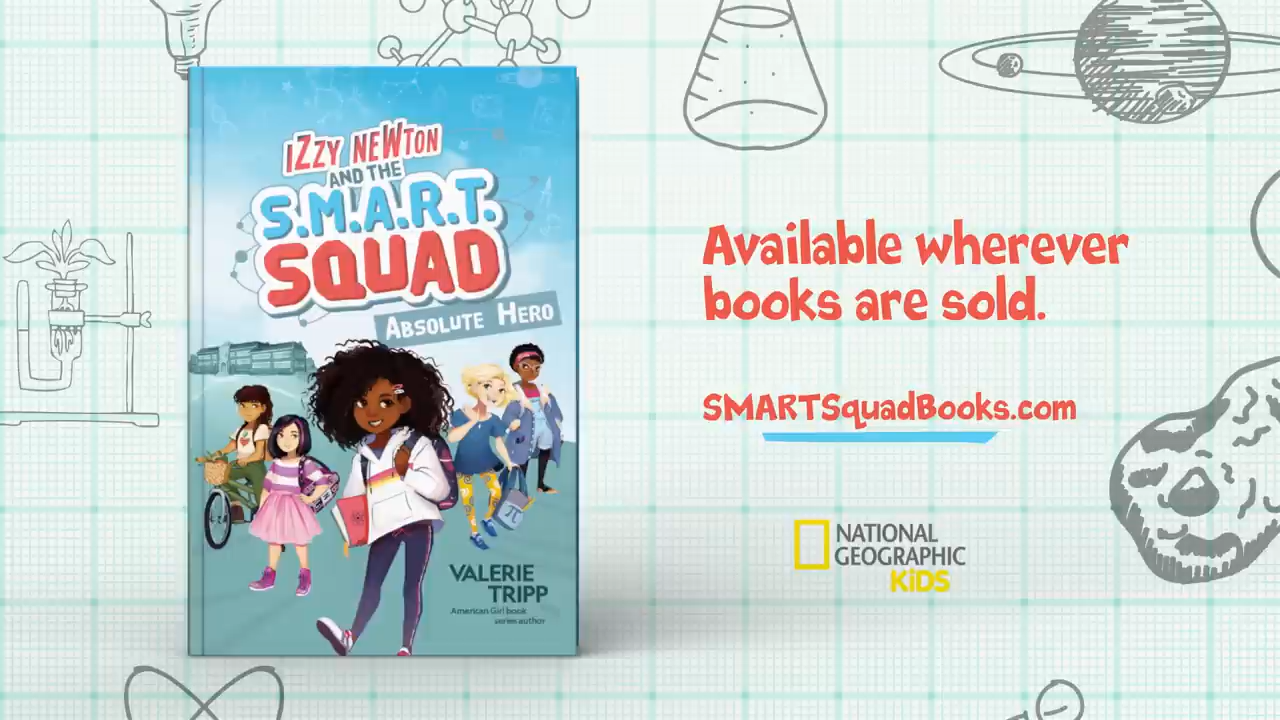 IZZY NEWTON
AND THE
S.M.A.R.T.
SQUAD
ABSOLUTE HERO
π
VALERIE
TRIPP
American Girl book
series author
Available wherever
books are sold.
SMARTSquadBooks.com
NATIONAL
GEOGRAPHIC
KiDS